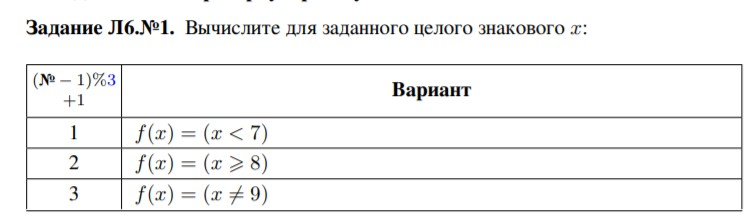 Задание Л6.№1. Вычислите для заданного целого знакового x:
(№ − 1)%3
+1
Вариант
1 f(x) = (x < 7)
2 f(x) = (x ⩾ 8)
3 f(x) = (x ≠ 9)